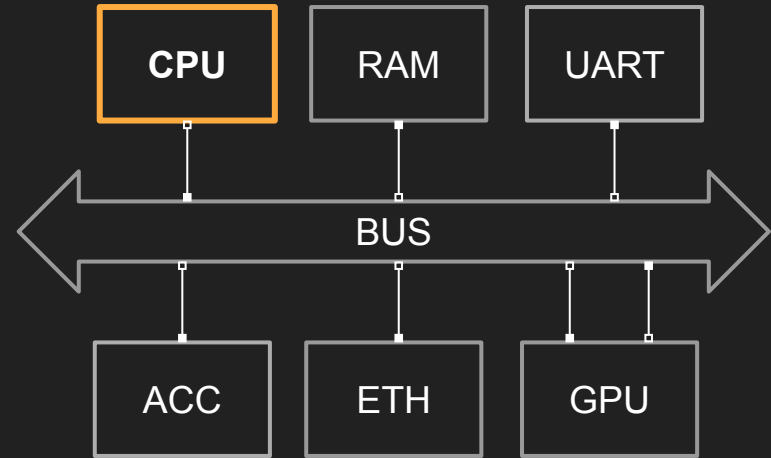 CPU
RAM
UART
BUS
ACC
ETH
GPU